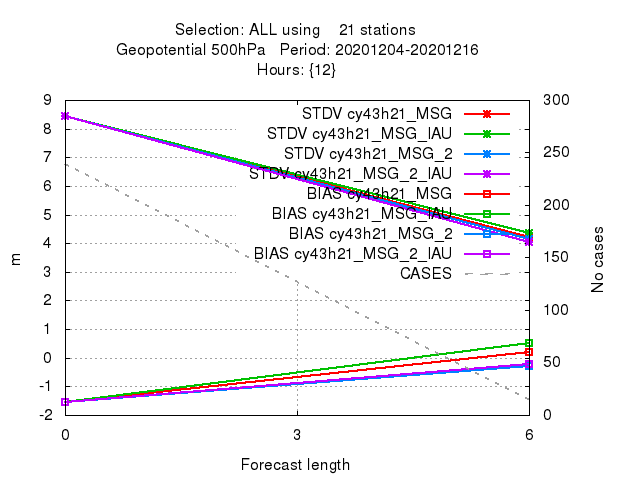 Selection: ALL using 21 stations
Geopotential 500hPa Period: 20201204-20201216
Hours: {12}
9
8
7
6
5
4
3
2
1
0
-1
-2
300
250
200
150
100
50
0
STDV cy43h21_MSG
STDV cy43h21_MSG_IAU
STDV cy43h21_MSG_2
STDV cy43h21_MSG_2_IAU
BIAS cy43h21_MSG
BIAS cy43h21_MSG_IAU
BIAS cy43h21_MSG_2
BIAS cy43h21_MSG_2_IAU
CASES
m
No cases
0 3 6
Forecast length